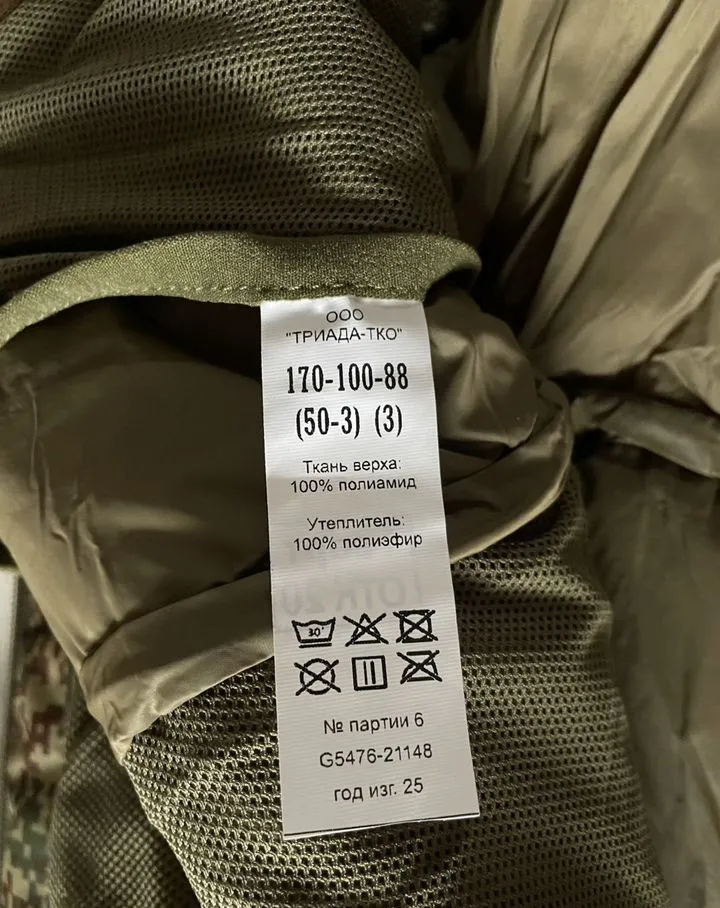 ООО
"ТРИАДА-ТКО"
170-100-88
(50-3) (3)
Ткань верха:
100% полиамид
Утеплитель:
100% полиэфир
30°
№ партии 6
G5476-21148
год изг. 25